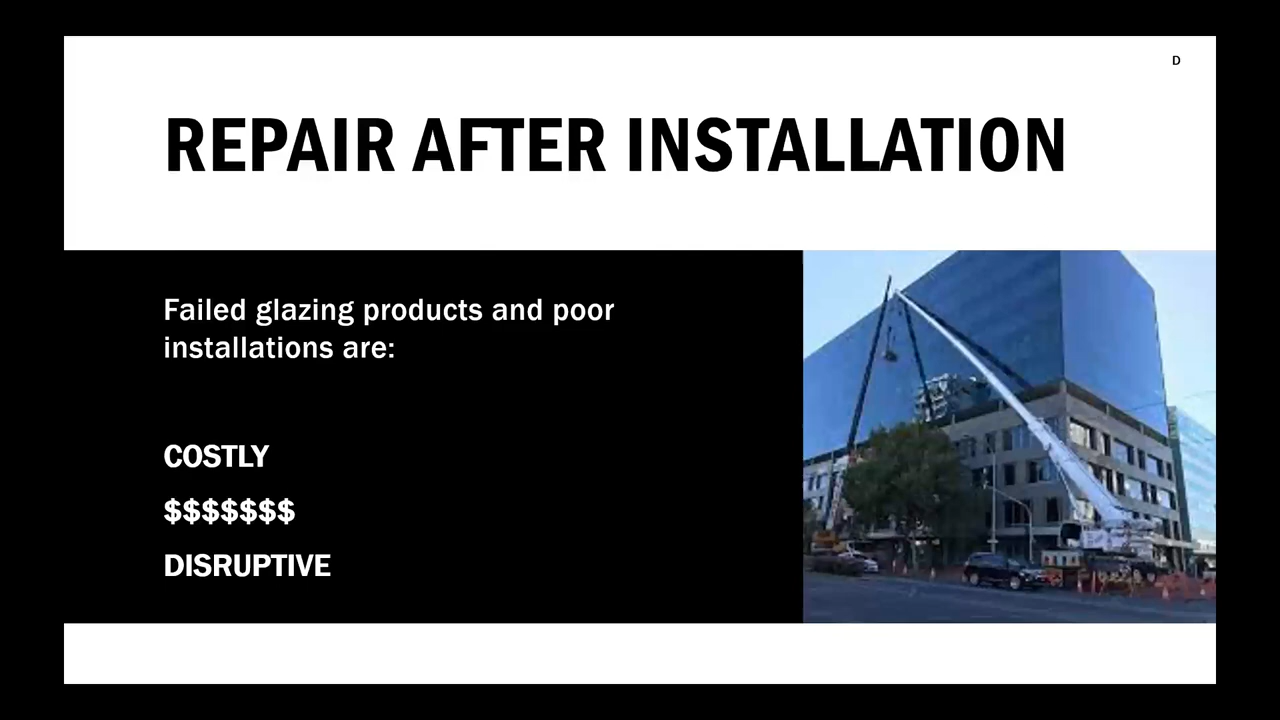 D
REPAIR AFTER INSTALLATION
Failed glazing products and poor
installations are:
COSTLY
$$$$$$$
DISRUPTIVE